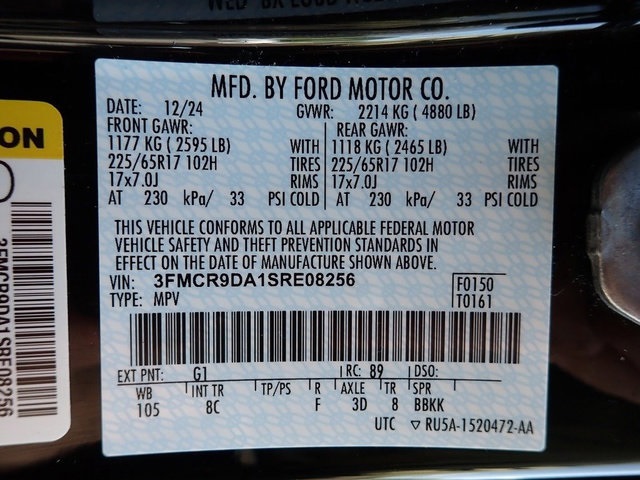 MFD. BY FORD MOTOR CO.
DATE: 12/24 GVWR: 2214 KG ( 4880 LB)
FRONT GAWR: REAR GAWR:
1177 KG ( 2595 LB) WITH 1118 KG ( 2465 LB) WITH
225/65R17 102H TIRES 225/65R17 102H TIRES
17x7.0J RIMS 17x7.0J RIMS
AT 230 kPa/ 33 PSI COLD AT 230 kPa/ 33 PSI COLD
THIS VEHICLE CONFORMS TO ALL APPLICABLE FEDERAL MOTOR
VEHICLE SAFETY AND THEFT PREVENTION STANDARDS IN
EFFECT ON THE DATE OF MANUFACTURE SHOWN ABOVE.
VIN: 3FMCR9DA1SRE08256 F0150
TYPE: MPV T0161
EXT PNT: G1 RC: 89 DSO:
WB INT TR TP/PS R AXLE TR SPR
105 8C F 3D 8 BBKK
UTC ▽ RU5A-1520472-AA
ON
3FMCR9DA1SRE08256